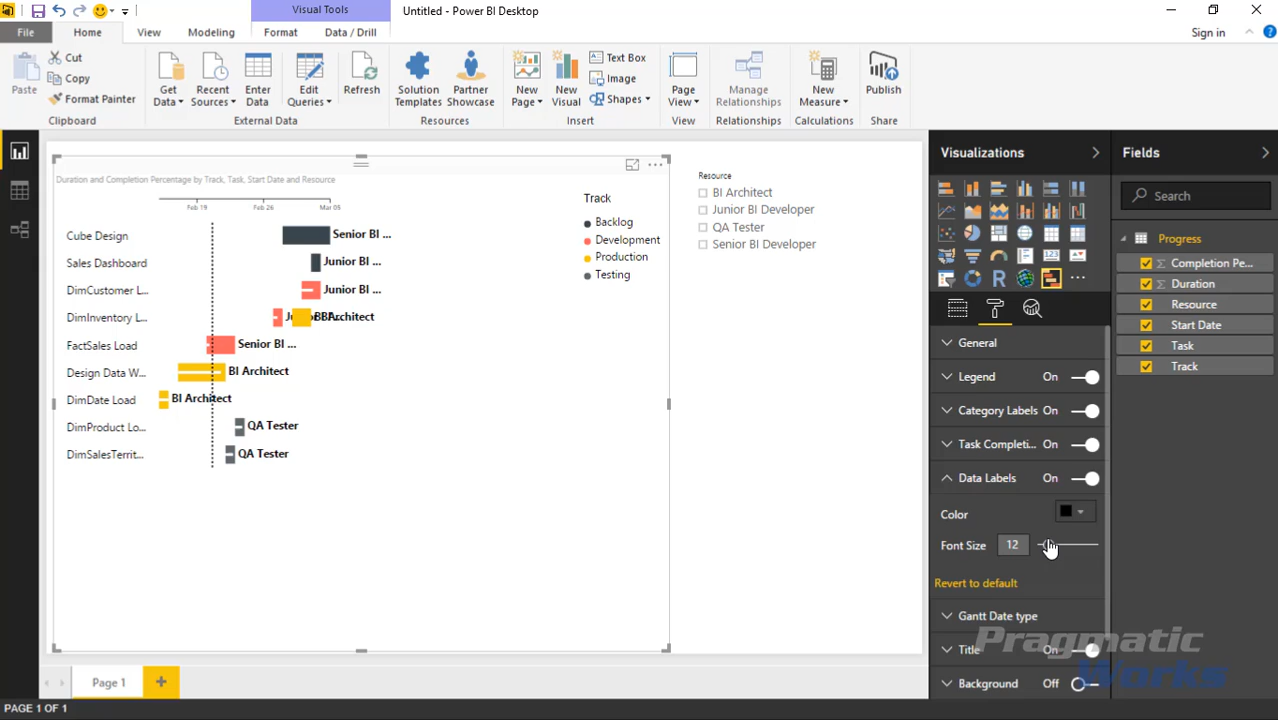 Visual Tools
Untitled - Power BI Desktop
File
Home
View
Modeling
Format
Data / Drill
Sign in
Paste
Cut
Copy
Format Painter
Clipboard
Get Data
Recent Sources
Enter Data
Edit Queries
Refresh
External Data
Solution Templates
Partner Showcase
Resources
New Page
New Visual
Text Box
Image
Shapes
Insert
Page View
View
Manage Relationships
Relationships
New Measure
Calculations
Publish
Share
Duration and Completion Percentage by Track, Task, Start Date and Resource
Feb 19
Feb 26
Mar 05
Cube Design
Senior BI ...
Sales Dashboard
Junior BI ...
DimCustomer L...
Junior BI ...
DimInventory L...
Architect
FactSales Load
Senior BI ...
Design Data W...
BI Architect
DimDate Load
BI Architect
DimProduct Lo...
QA Tester
DimSalesTerrit...
QA Tester
Track
Backlog
Development
Production
Testing
Resource
BI Architect
Junior BI Developer
QA Tester
Senior BI Developer
Visualizations
General
Legend On
Category Labels On
Task Completi... On
Data Labels On
Color
Font Size 12
Revert to default
Gantt Date type
Title On
Background Off
Fields
Search
Progress
Completion Pe...
Duration
Resource
Start Date
Task
Track
Pragmatic
Works
Page 1
PAGE 1 OF 1